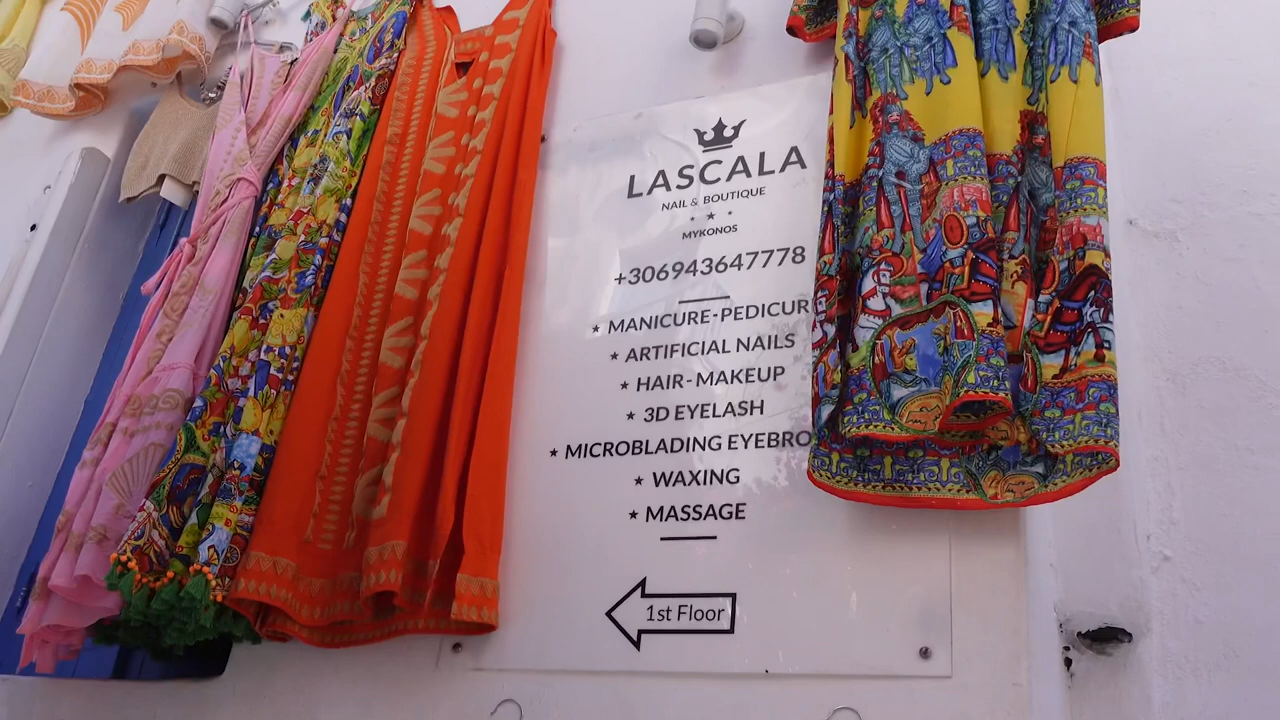 LASCALA
NAIL & BOUTIQUE
MYKONOS
+306943647778
★ MANICURE-PEDICUR
★ ARTIFICIAL NAILS
★ HAIR-MAKEUP
★ 3D EYELASH
★ MICROBLADING EYEBRO
★ WAXING
★ MASSAGE
1st Floor